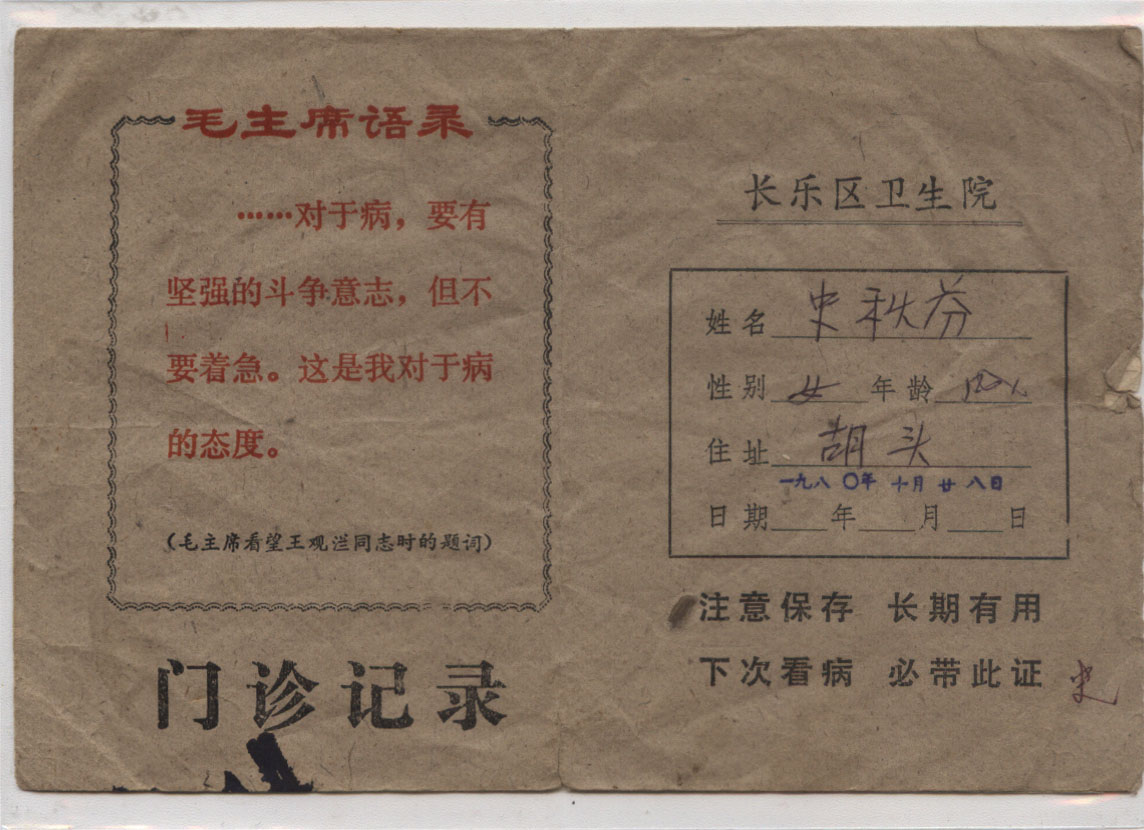 毛主席语录
……对于病，要有
坚强的斗争意志，但不
要着急。这是我对于病
的态度。
（毛主席看望王观澜同志时的题词）
门诊记录
长乐区卫生院
姓名 史秋芬
性别 女 年龄
住址 胡头
一九八〇年 十月 廿八日
日期 年 月 日
注意保存 长期有用
下次看病 必带此证
史